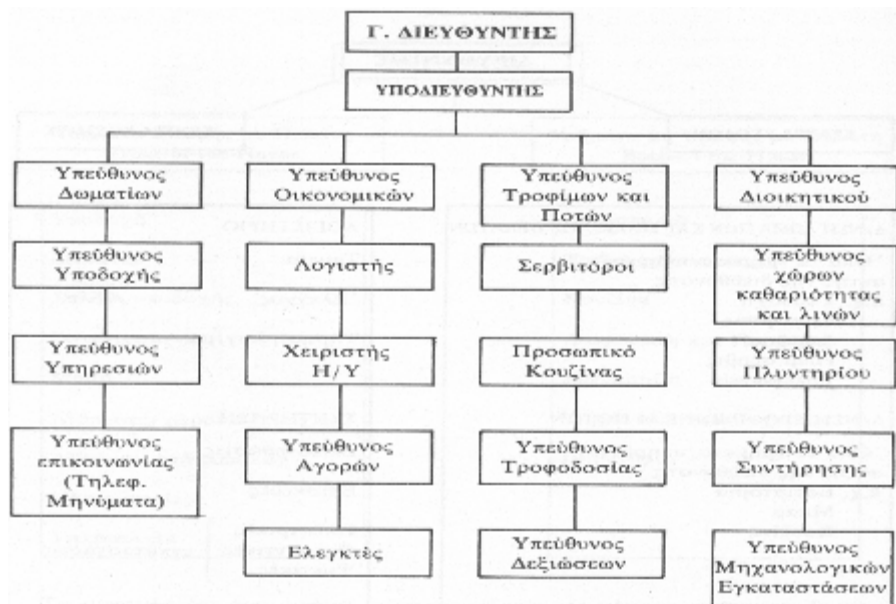 Γ. ΔΙΕΥΘΥΝΤΗΣ
ΥΠΟΔΙΕΥΘΥΝΤΗΣ
Υπεύθυνος
Δωματίων
Υπεύθυνος
Οικονομικών
Υπεύθυνος
Τροφίμων και
Ποτών
Υπεύθυνος
Διοικητικού
Υπεύθυνος
Υποδοχής
Λογιστής
Σερβιτόροι
Υπεύθυνος
χώρων
καθαριότητας
και λινών
Υπεύθυνος
Υπηρεσιών
Χειριστής
Η/Υ
Προσωπικό
Κουζίνας
Υπεύθυνος
Πλυντηρίου
Υπεύθυνος
επικοινωνίας
(Τηλεφ.
Μηνύματα)
Υπεύθυνος
Αγορών
Υπεύθυνος
Τροφοδοσίας
Υπεύθυνος
Συντήρησης
Ελεγκτές
Υπεύθυνος
Δεξιώσεων
Υπεύθυνος
Μηχανολογικών
Εγκαταστάσεων